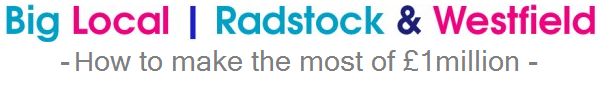 Big Local | Radstock & Westfield
-How to make the most of £1million -